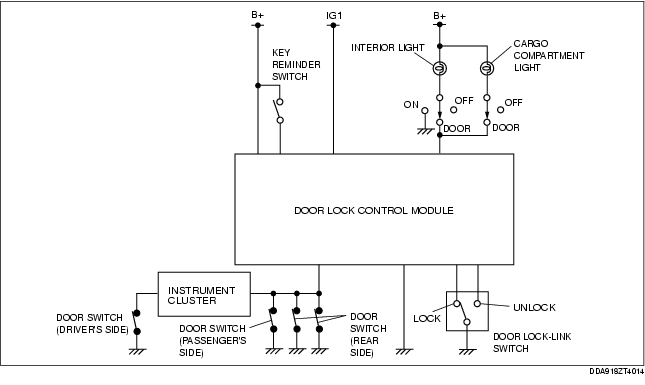 B+
IG1
B+
KEY
REMINDER
SWITCH
INTERIOR LIGHT
CARGO
COMPARTMENT
LIGHT
ON
OFF
OFF
DOOR
DOOR
DOOR LOCK CONTROL MODULE
INSTRUMENT
CLUSTER
DOOR SWITCH
(DRIVER'S SIDE)
DOOR SWITCH
(PASSENGER'S
SIDE)
DOOR
SWITCH
(REAR
SIDE)
LOCK
UNLOCK
DOOR LOCK-LINK
SWITCH
DDA918ZT4014